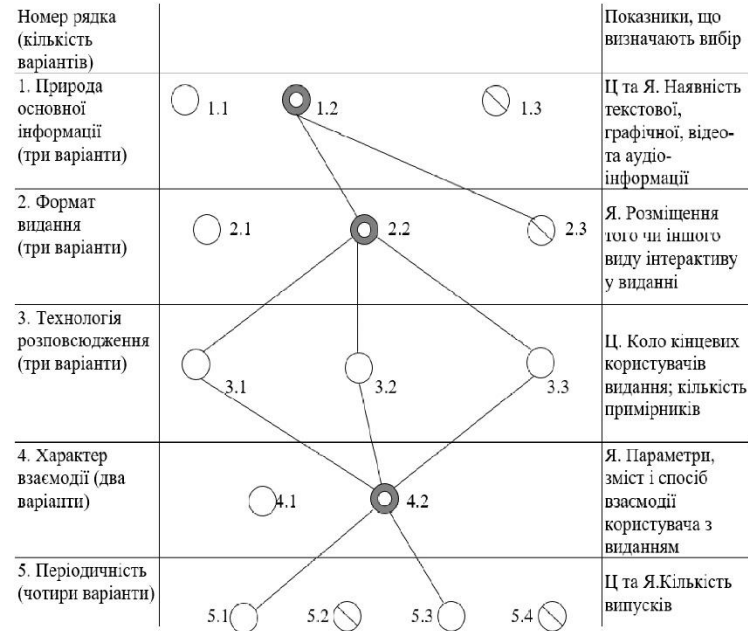 Номер рядка
(кількість
варіантів)
Показники, що
визначають вибір
1. Природа
основної
інформації
(три варіанти)
1.1
1.2
1.3
Ц та Я. Наявність
текстової,
графічної, відео-
та аудіо-
інформації
2. Формат
видання
(три варіанти)
2.1
2.2
2.3
Я. Розміщення
того чи іншого
виду інтерактиву
у виданні
3. Технологія
розповсюдження
(три варіанти)
3.1
3.2
3.3
Ц. Коло кінцевих
користувачів
видання; кількість
примірників
4. Характер
взаємодії (два
варіанти)
4.1
4.2
Я. Параметри,
зміст і спосіб
взаємодії
користувача з
виданням
5. Періодичність
(чотири варіанти)
5.1
5.2
5.3
5.4
Ц та Я.Кількість
випусків